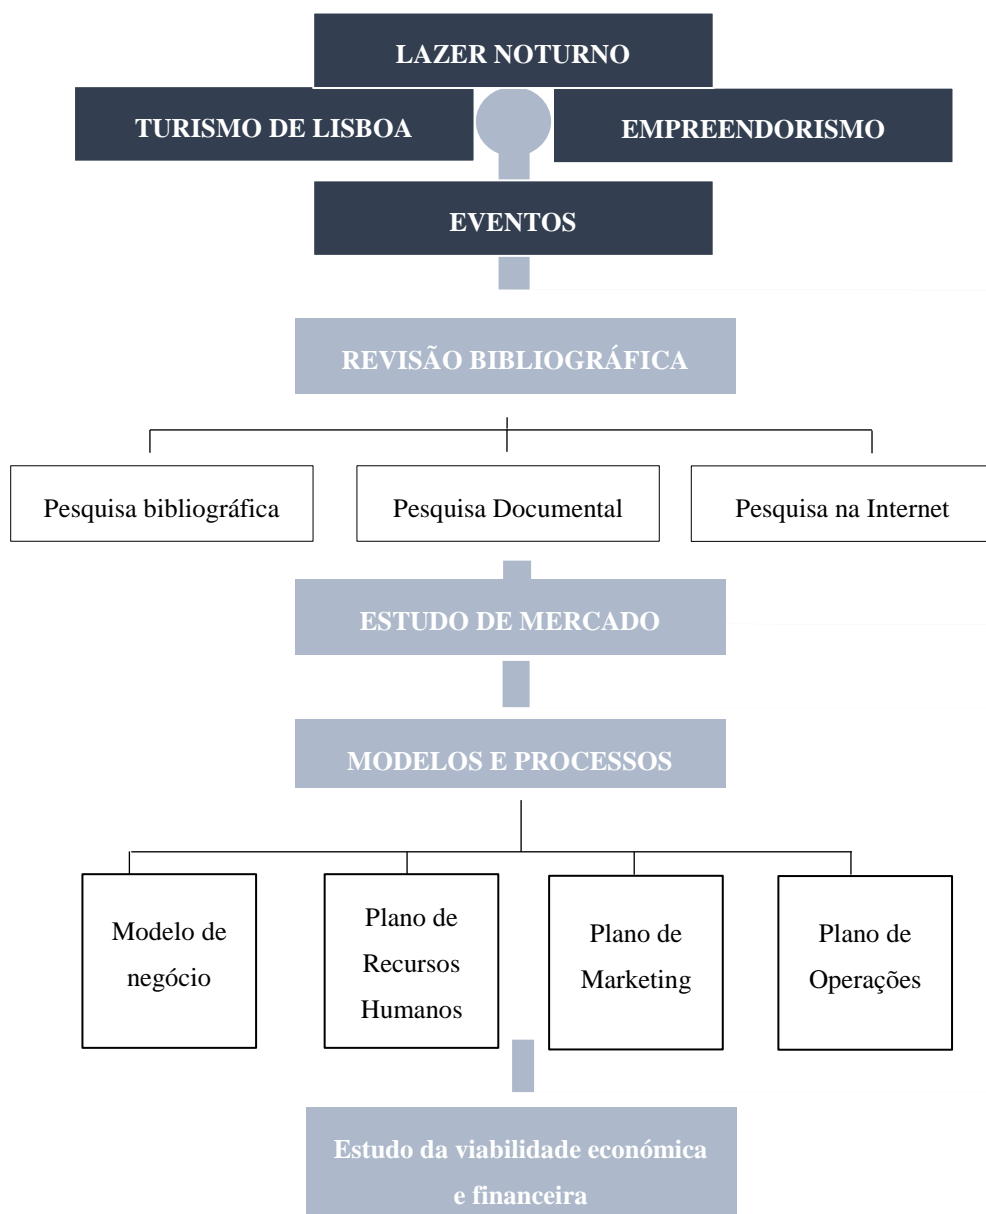 LAZER NOTURNO
TURISMO DE LISBOA
EMPREENDORISMO
EVENTOS
REVISÃO BIBLIOGRÁFICA
Pesquisa bibliográfica
Pesquisa Documental
Pesquisa na Internet
ESTUDO DE MERCADO
MODELOS E PROCESSOS
Modelo de
negócio
Plano de
Recursos
Humanos
Plano de
Marketing
Plano de
Operações
Estudo da viabilidade económica
e financeira